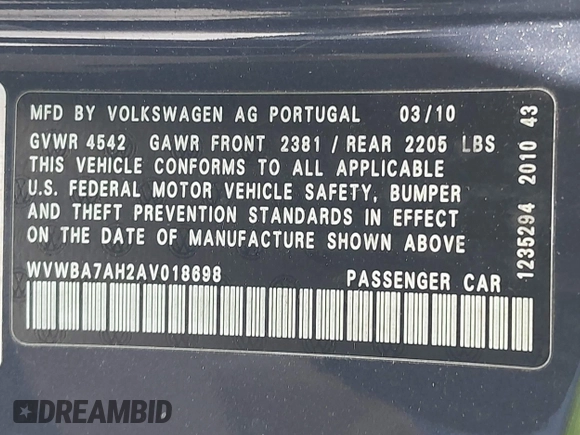 MFD BY VOLKSWAGEN AG PORTUGAL 03/10
GVWR 4542 GAWR FRONT 2381 / REAR 2205 LBS
THIS VEHICLE CONFORMS TO ALL APPLICABLE
U.S. FEDERAL MOTOR VEHICLE SAFETY, BUMPER
AND THEFT PREVENTION STANDARDS IN EFFECT
ON THE DATE OF MANUFACTURE SHOWN ABOVE
WVWBA7AH2AV018698 PASSENGER CAR
1235294 2010 43
DREAMBID